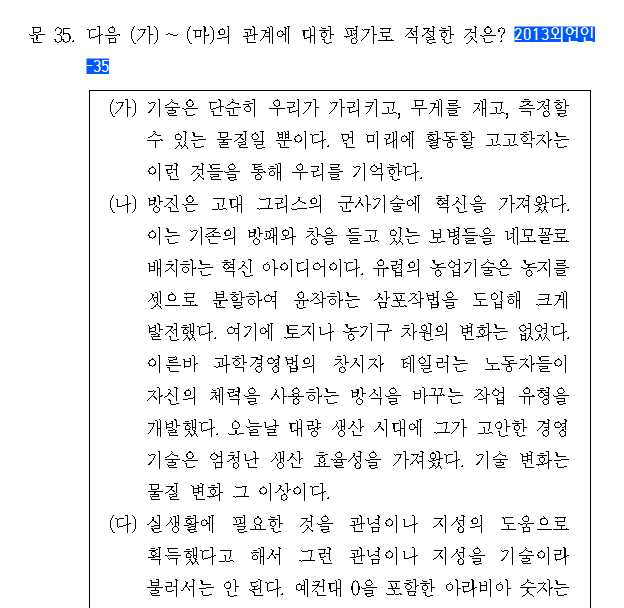 문 35. 다음 (가) ~ (마)의 관계에 대한 평가로 적절한 것은? 2013외언인
-35
(가) 기술은 단순히 우리가 가리키고, 무게를 재고, 측정할
수 있는 물질일 뿐이다. 먼 미래에 활동할 고고학자는
이런 것들을 통해 우리를 기억한다.
(나) 방진은 고대 그리스의 군사기술에 혁신을 가져왔다.
이는 기존의 방패와 창을 들고 있는 보병들을 네모꼴로
배치하는 혁신 아이디어이다. 유럽의 농업기술은 농지를
셋으로 분할하여 윤작하는 삼포작법을 도입해 크게
발전했다. 여기에 토지나 농기구 차원의 변화는 없었다.
이른바 과학경영법의 창시자 테일러는 노동자들이
자신의 체력을 사용하는 방식을 바꾸는 작업 유형을
개발했다. 오늘날 대량 생산 시대에 그가 고안한 경영
기술은 엄청난 생산 효율성을 가져왔다. 기술 변화는
물질 변화 그 이상이다.
(다) 실생활에 필요한 것을 관념이나 지성의 도움으로
획득했다고 해서 그런 관념이나 지성을 기술이라
불러서는 안 된다. 예컨대 0을 포함한 아라비아 숫자는